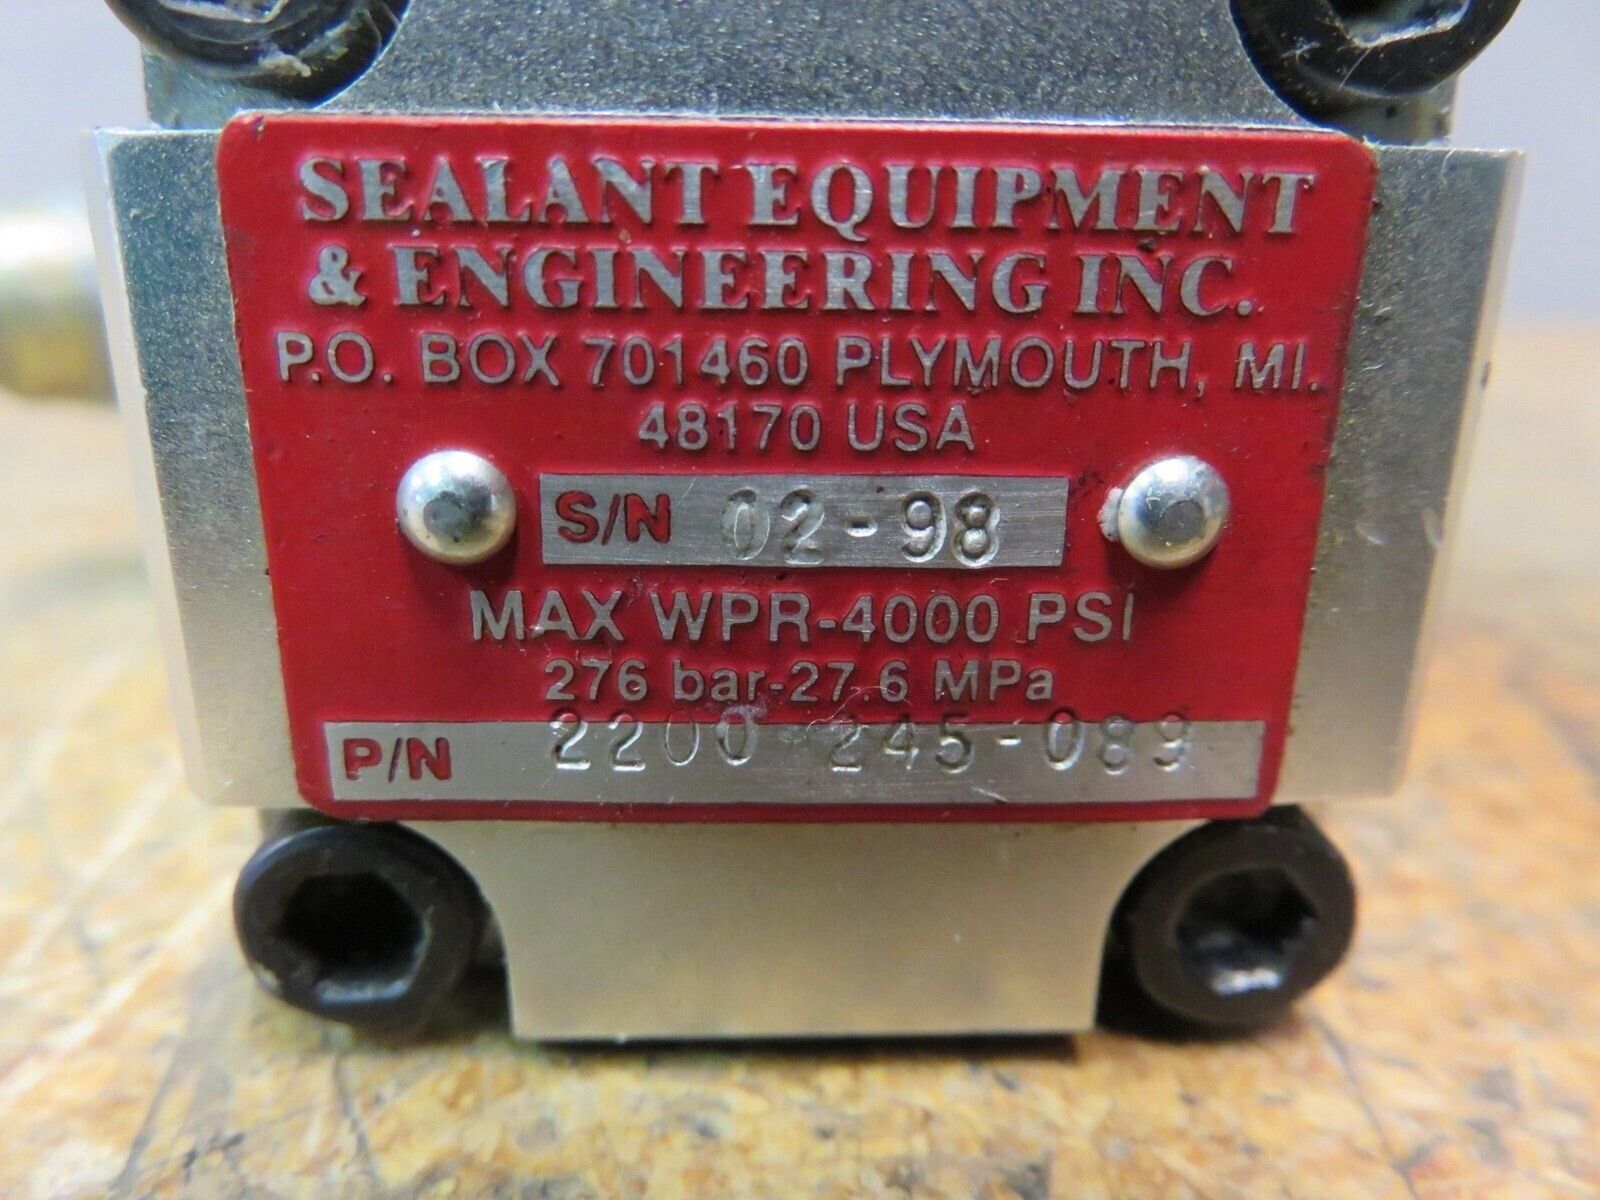 SEALANT EQUIPMENT
& ENGINEERING INC.
P.O. BOX 701460 PLYMOUTH, MI.
48170 USA
S/N 02-98
MAX WPR-4000 PSI
276 bar-27.6 MPa
P/N 2200-245-089